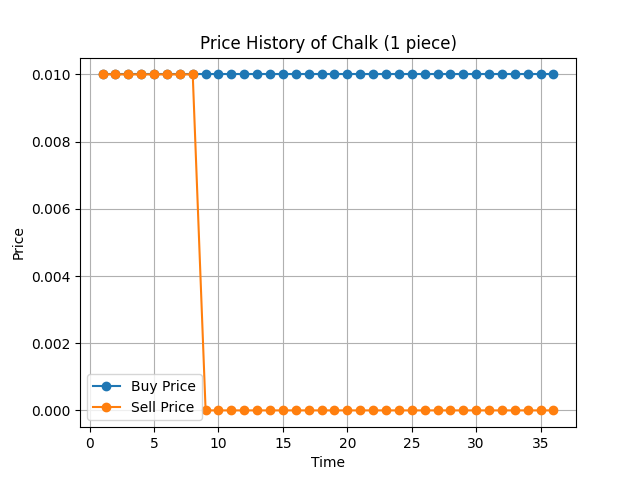 Price History of Chalk (1 piece)
0.010
0.008
0.006
0.004
0.002
0.000
Price
Buy Price
Sell Price
0 5 10 15 20 25 30 35
Time